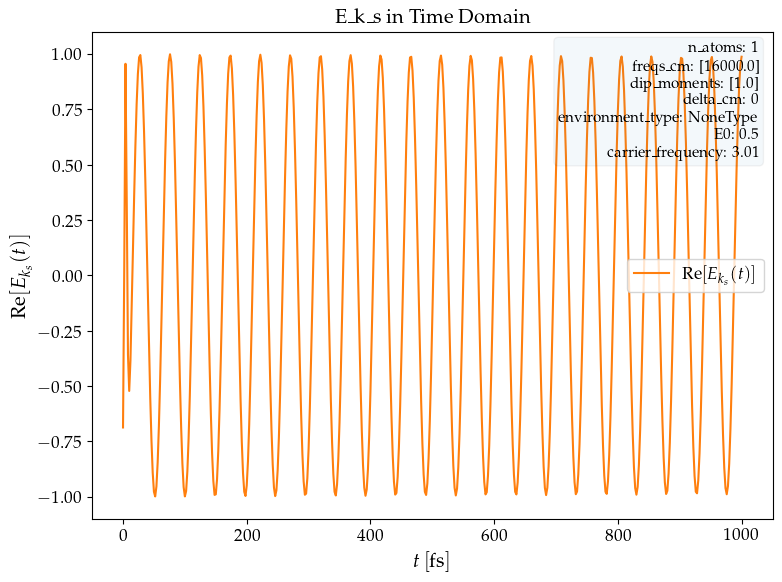 E_k_s in Time Domain
n_atoms: 1
freqs_cm: [16000.0]
dip_moments: [1.0]
delta_cm: 0
environment_type: NoneType
E0: 0.5
carrier_frequency: 3.01
Re[E_{k_s}(t)]
1.00
0.75
0.50
0.25
0.00
−0.25
−0.50
−0.75
−1.00
Re[E_{k_s}(t)]
0
200
400
600
800
1000
t [fs]